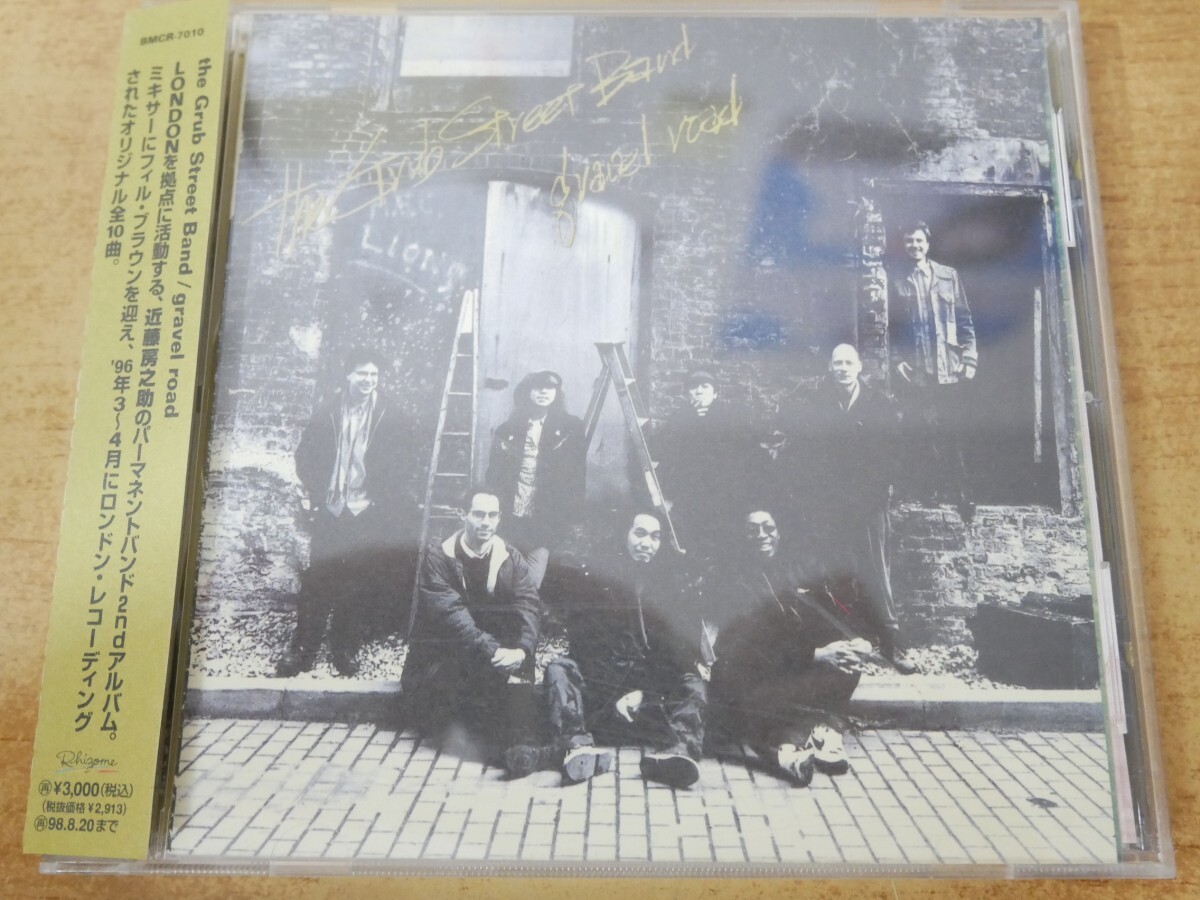 BMCR-7010
the Grub Street Band / gravel road
LONDONを拠点に活動する、近藤房之助のパーマネントバンド2ndアルバム。
ミキサーにフィル・ブラウンを迎え、'96年3〜4月にロンドン・レコーディング
されたオリジナル全10曲。
Rhizome
再¥3,000(税込)
(税抜価格¥2,913)
再98.8.20まで
the Grub Street Band
gravel road
LION